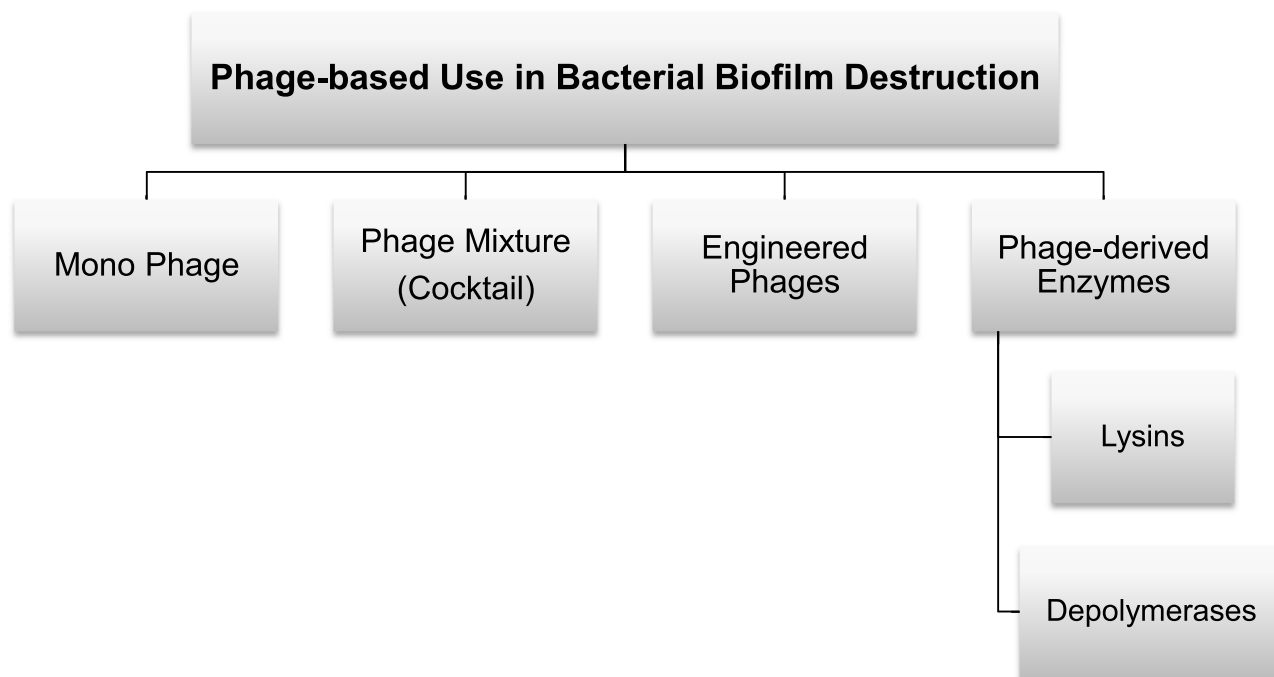 Phage-based Use in Bacterial Biofilm Destruction
Mono Phage
Phage Mixture
(Cocktail)
Engineered
Phages
Phage-derived
Enzymes
Lysins
Depolymerases